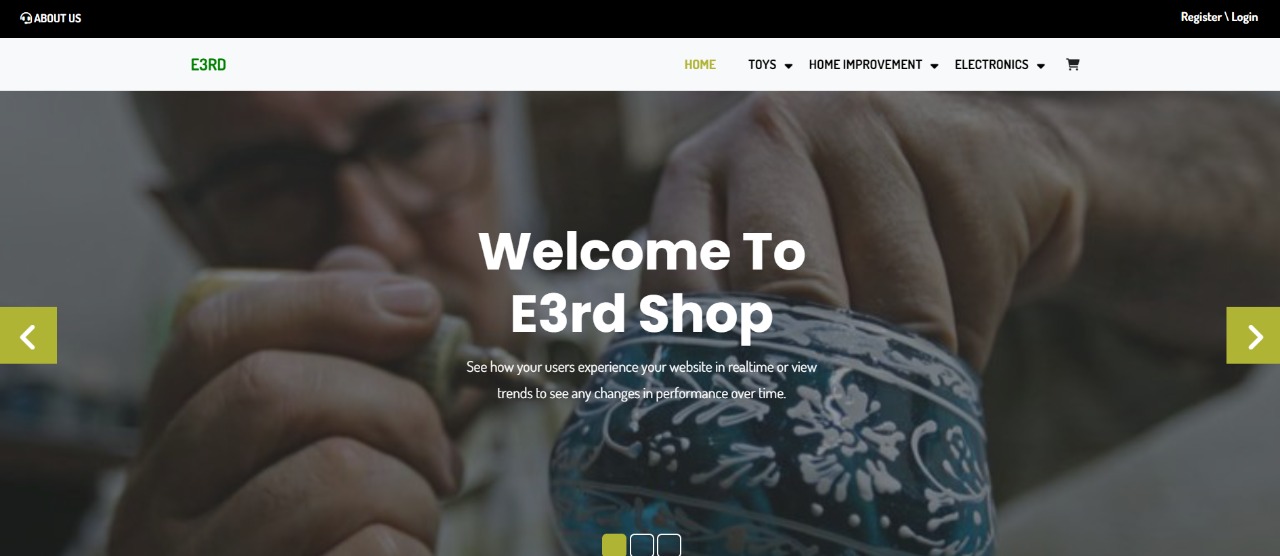 ABOUT US
Register \ Login
E3RD
HOME
TOYS
HOME IMPROVEMENT
ELECTRONICS
Welcome To
E3rd Shop
See how your users experience your website in realtime or view
trends to see any changes in performance over time.